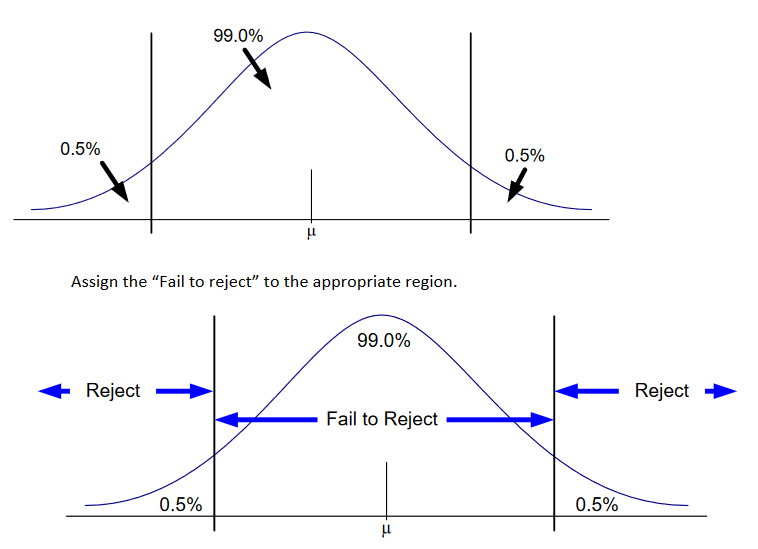 99.0%
0.5%
0.5%
μ
Assign the “Fail to reject” to the appropriate region.
99.0%
Reject
Reject
Fail to Reject
0.5%
0.5%
μ